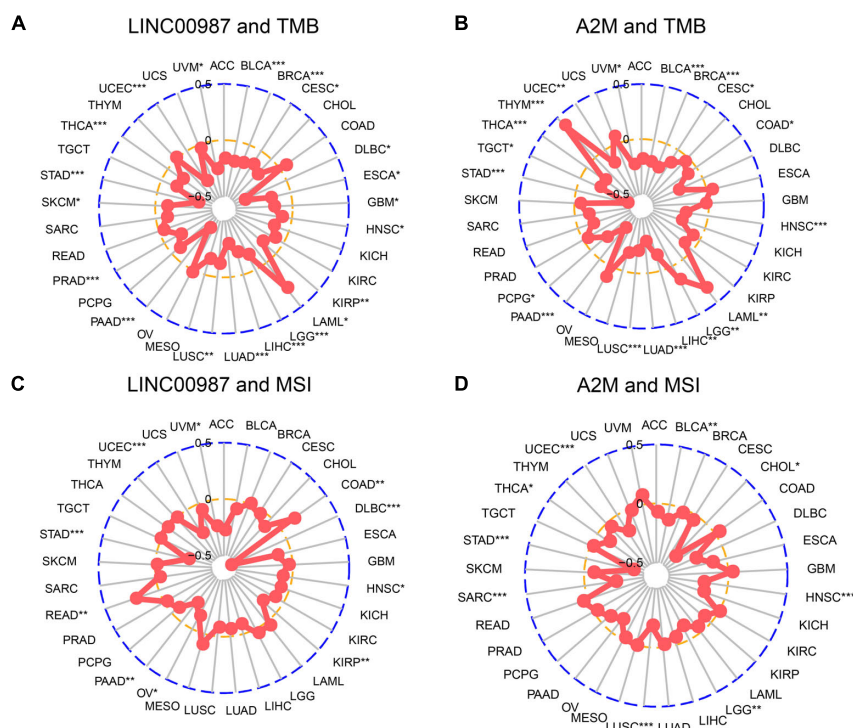 A
LINC00987 and TMB
ACC
BLCA***
BRCA***
CESC*
CHOL
COAD
DLBC*
ESCA*
GBM*
HNSC*
KICH
KIRC
KIRP**
LAML*
LGG***
LIHC***
LUAD***
LUSC**
MESO
OV
PAAD***
PCPG
PRAD***
READ
SARC
SKCM*
STAD***
TGCT
THCA***
THYM
UCEC***
UCS
UVM*
0.5
0
−0.5
B
A2M and TMB
ACC
BLCA***
BRCA***
CESC*
CHOL
COAD*
DLBC
ESCA
GBM
HNSC***
KICH
KIRC
KIRP
LAML**
LGG**
LIHC**
LUAD***
LUSC***
MESO
OV
PAAD***
PCPG*
PRAD
READ
SARC
SKCM
STAD***
TGCT*
THCA***
THYM***
UCEC**
UCS
UVM*
0.5
0
−0.5
C
LINC00987 and MSI
ACC
BLCA
BRCA
CESC
CHOL
COAD**
DLBC***
ESCA
GBM
HNSC*
KICH
KIRC
KIRP**
LAML
LGG
LIHC
LUAD
LUSC
MESO
OV*
PAAD**
PCPG
PRAD
READ**
SARC
SKCM
STAD***
TGCT
THCA
THYM
UCEC***
UCS
UVM*
0.5
0
−0.5
D
A2M and MSI
ACC
BLCA**
BRCA
CESC
CHOL*
COAD
DLBC
ESCA
GBM
HNSC***
KICH
KIRC
KIRP
LAML
LGG**
LIHC
LUAD
LUSC***
MESO
OV
PAAD
PCPG
PRAD
READ
SARC***
SKCM
STAD***
TGCT
THCA*
THYM
UCEC***
UCS
UVM
0.5
0
−0.5